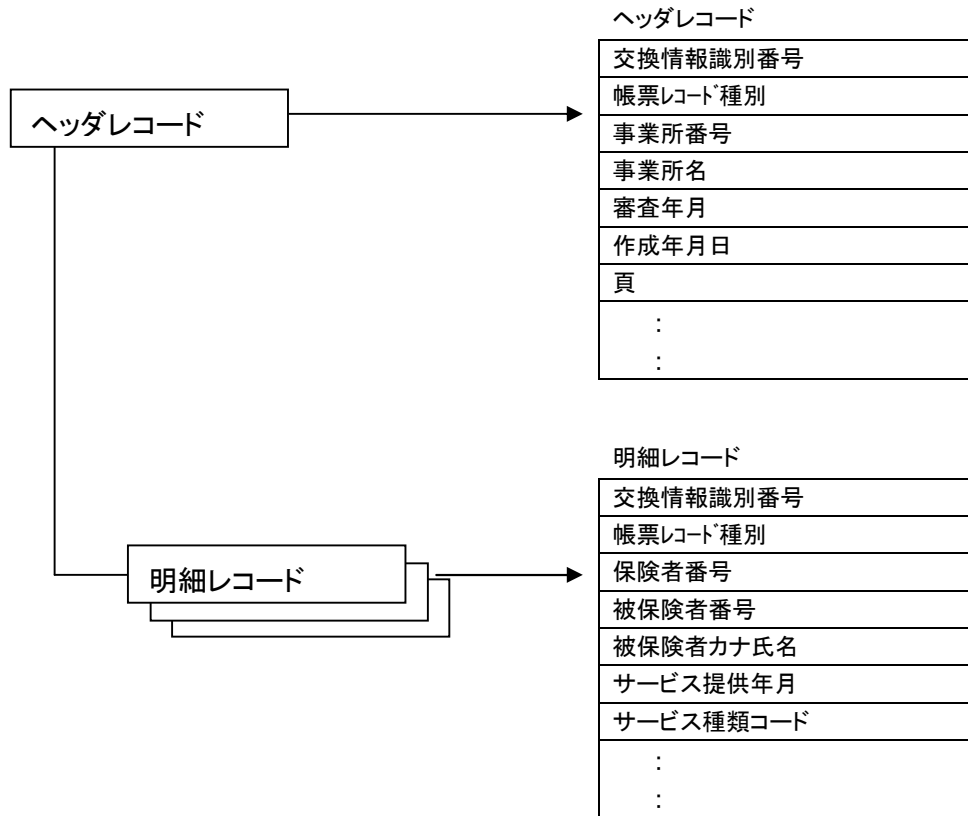 ヘッダレコード
ヘッダレコード
交換情報識別番号
帳票ﾚｺｰﾄﾞ種別
事業所番号
事業所名
審査年月
作成年月日
頁
:
:
明細レコード
明細レコード
交換情報識別番号
帳票ﾚｺｰﾄﾞ種別
保険者番号
被保険者番号
被保険者カナ氏名
サービス提供年月
サービス種類コード
:
: